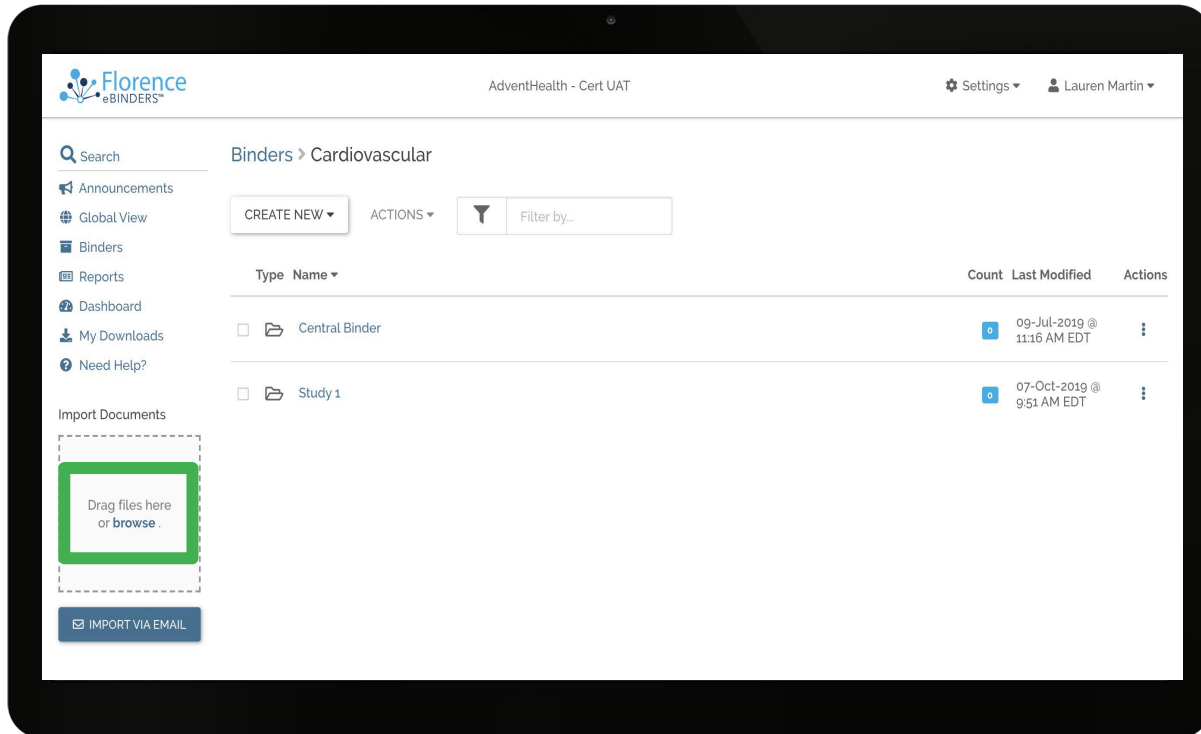 Florence
eBINDERS™
AdventHealth - Cert UAT
Settings
Lauren Martin
Search
Announcements
Global View
Binders
Reports
Dashboard
My Downloads
Need Help?
Import Documents
Drag files here
or browse .
IMPORT VIA EMAIL
Binders > Cardiovascular
CREATE NEW ACTIONS Filter by...
Type Name Count Last Modified Actions
Central Binder 0 09-Jul-2019 @
11:16 AM EDT
Study 1 0 07-Oct-2019 @
9:51 AM EDT